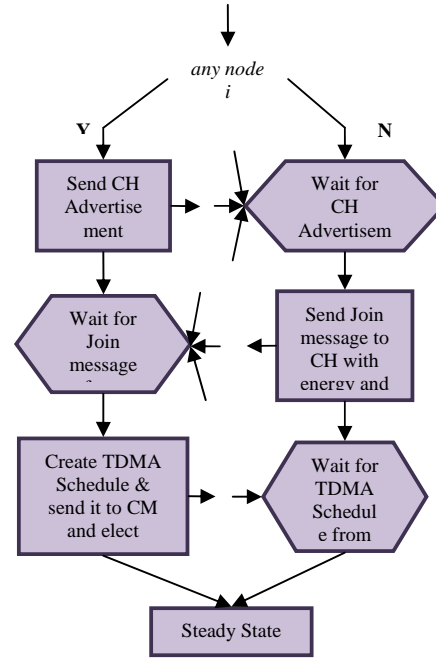 any node
i
Y
N
Send CH
Advertise
ment
Wait for
CH
Advertisem
Wait for
Join
message
Send Join
message to
CH with
energy and
Create TDMA
Schedule &
send it to CM
and elect
Wait for
TDMA
Schedul
e from
Steady State